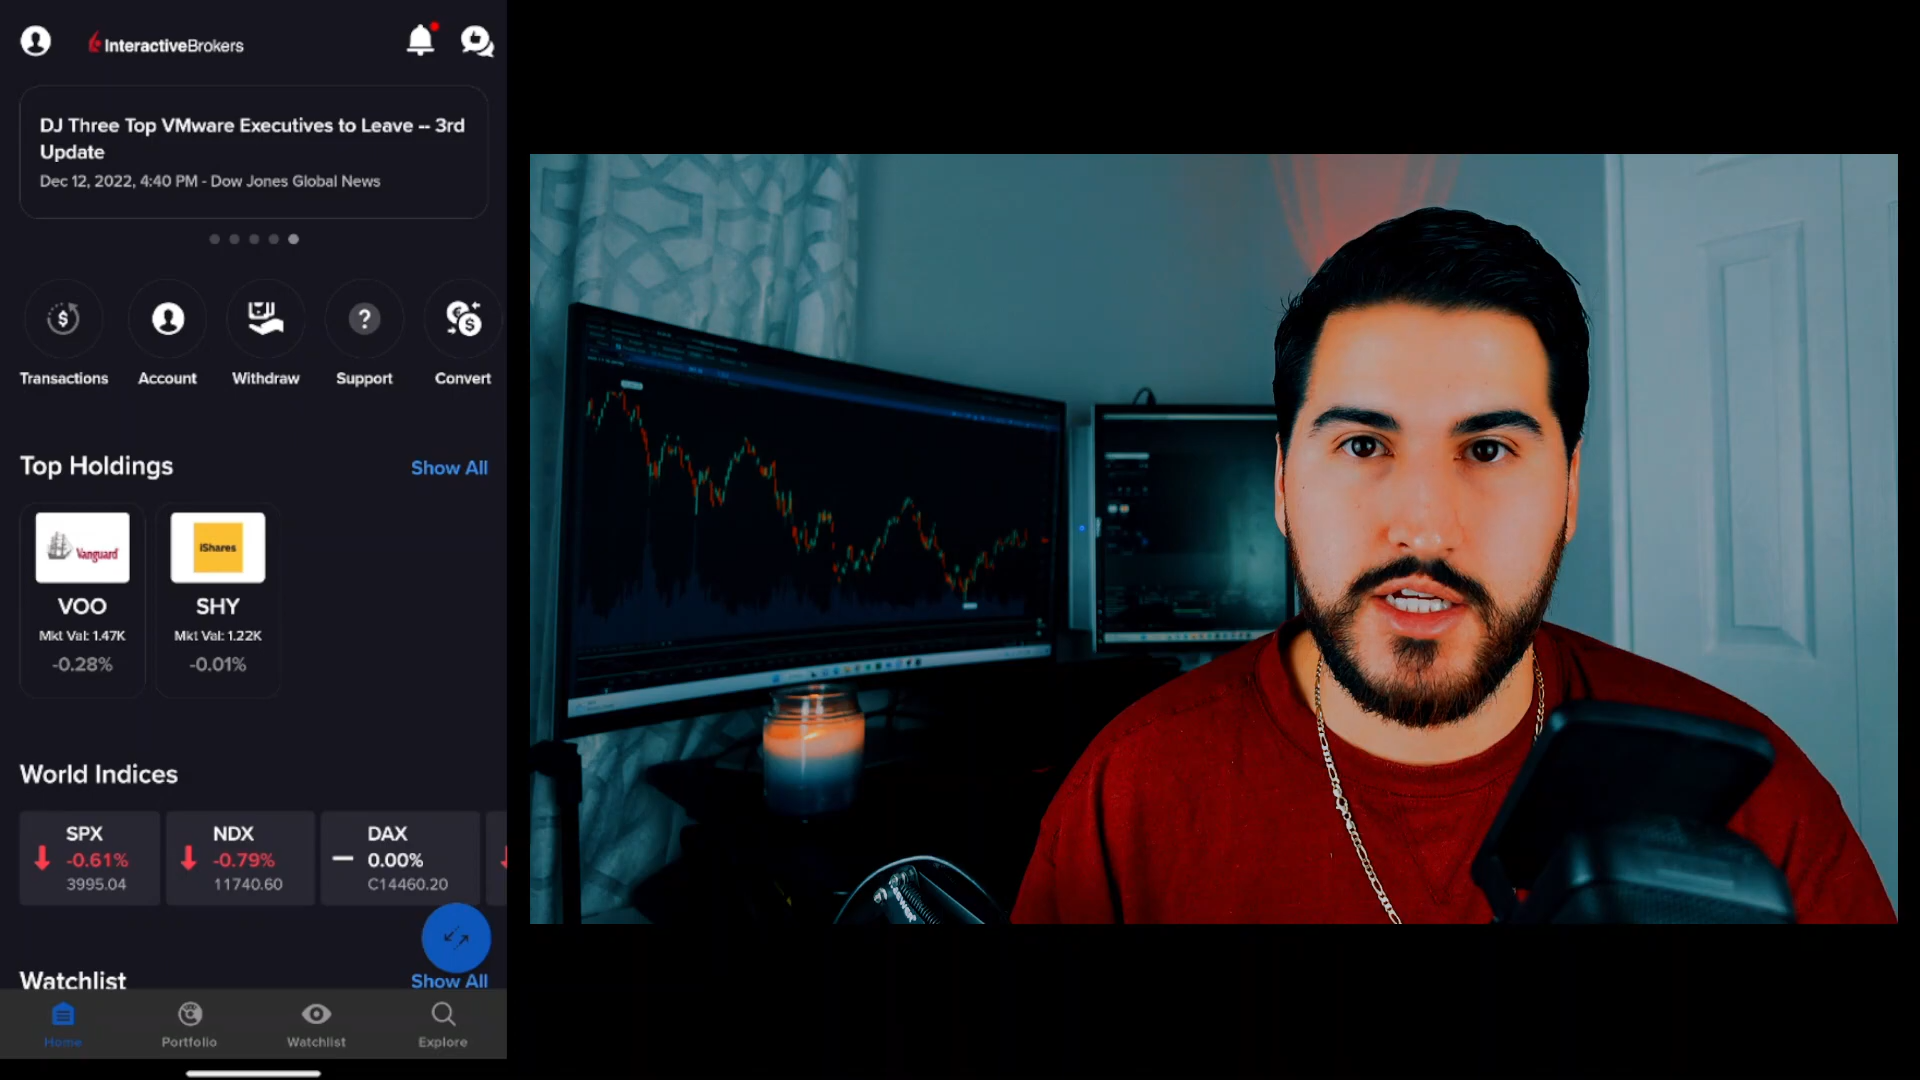 InteractiveBrokers
DJ Three Top VMware Executives to Leave -- 3rd
Update
Dec 12, 2022, 4:40 PM - Dow Jones Global News
Transactions
Account
Withdraw
Support
Convert
Top Holdings
Show All
Vanguard
iShares
VOO
SHY
Mkt Val: 1.47K
Mkt Val: 1.22K
-0.28%
-0.01%
World Indices
SPX
-0.61%
3995.04
NDX
-0.79%
11740.60
DAX
0.00%
C14460.20
Watchlist
Show All
Home
Portfolio
Watchlist
Explore